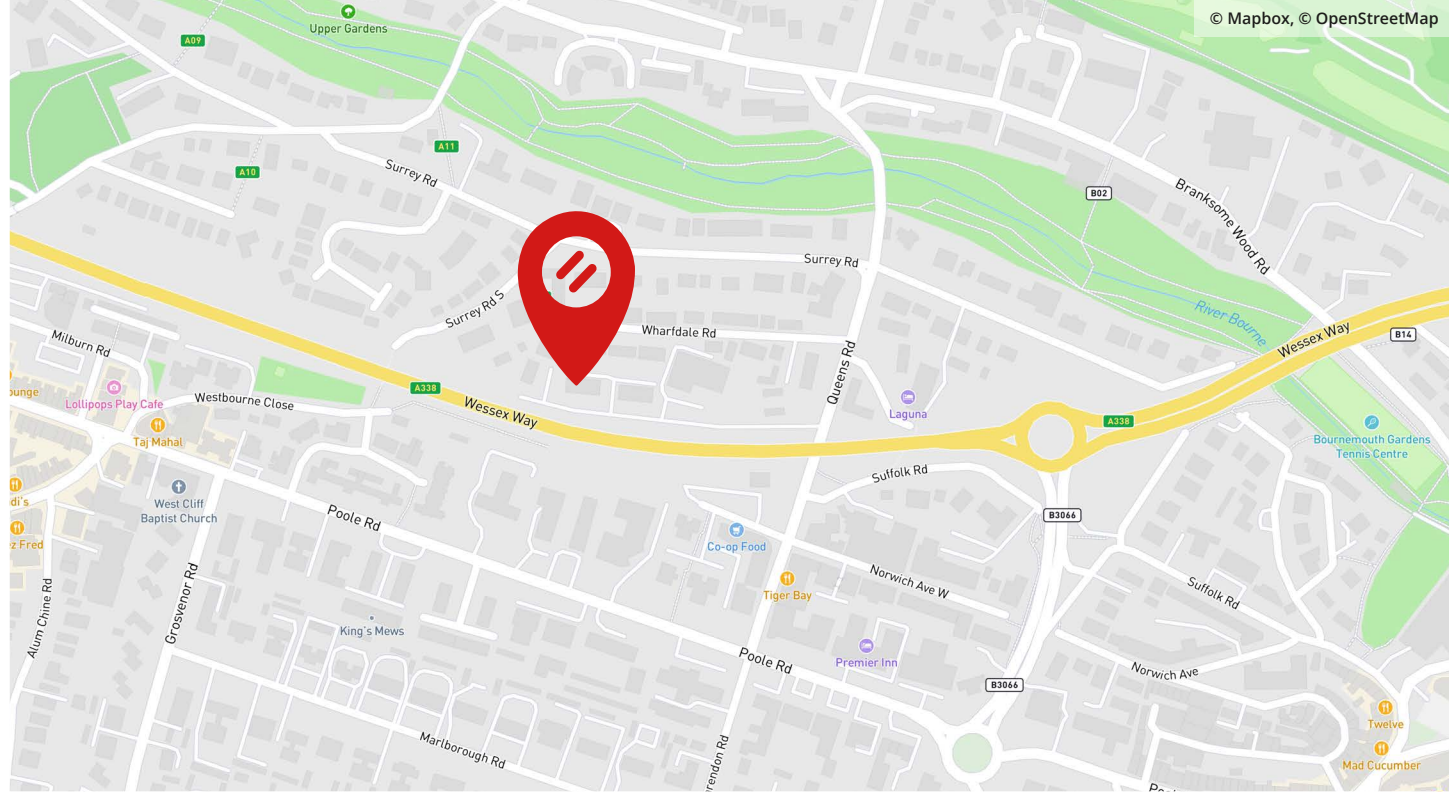 © Mapbox, © OpenStreetMap
Upper Gardens
A09
A11
A10
Surrey Rd
B02
Branksome Wood Rd
Surrey Rd
River Bourne
Surrey Rd S
Wharfdale Rd
Wessex Way
B14
Milburn Rd
Queens Rd
A338
Lollipops Play Cafe
Westbourne Close
Wessex Way
Laguna
A338
Taj Mahal
Bournemouth Gardens
Tennis Centre
Suffolk Rd
West Cliff
Baptist Church
Poole Rd
B3066
Co-op Food
Norwich Ave W
Tiger Bay
Suffolk Rd
Alum Chine Rd
Grosvenor Rd
King's Mews
Poole Rd
Premier Inn
Norwich Ave
B3066
Twelve
Marlborough Rd
Mad Cucumber